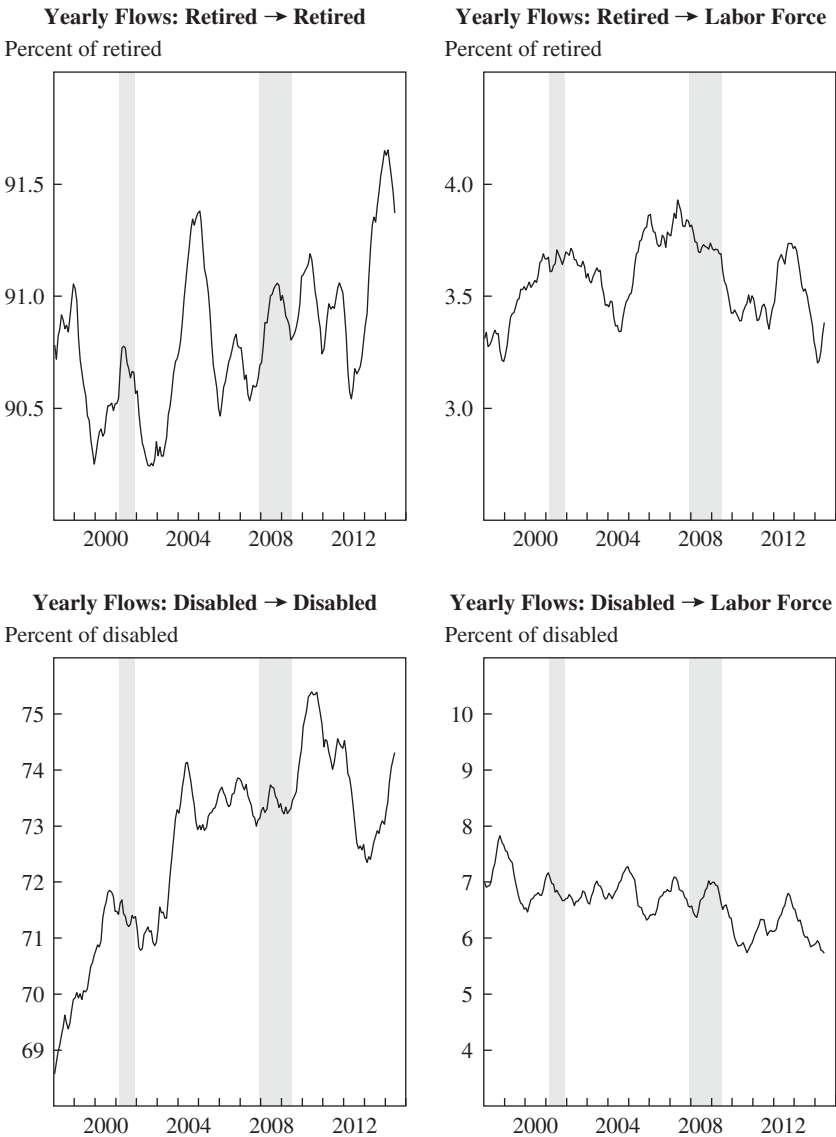 Yearly Flows: Retired → Retired
Percent of retired
91.5
91.0
90.5
2000 2004 2008 2012
Yearly Flows: Retired → Labor Force
Percent of retired
4.0
3.5
3.0
2000 2004 2008 2012
Yearly Flows: Disabled → Disabled
Percent of disabled
75
74
73
72
71
70
69
2000 2004 2008 2012
Yearly Flows: Disabled → Labor Force
Percent of disabled
10
9
8
7
6
5
4
2000 2004 2008 2012